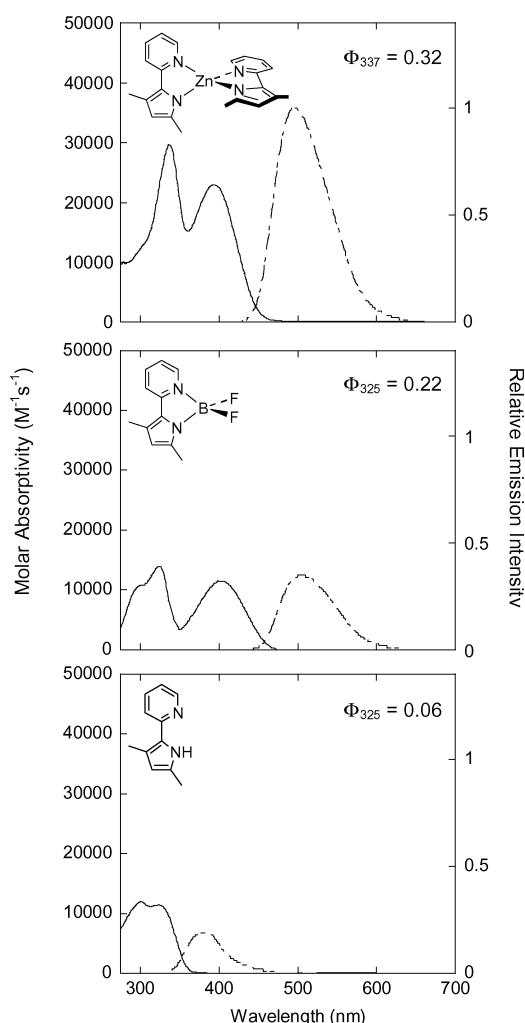 Molar Absorptivity (M⁻¹s⁻¹)
Relative Emission Intensity
50000
40000
30000
20000
10000
0
1
0.5
0
Φ₃₃₇ = 0.32
N
N
Zn
N
N
50000
40000
30000
20000
10000
0
1
0.5
0
Φ₃₂₅ = 0.22
N
N
B
F
F
50000
40000
30000
20000
10000
0
1
0.5
0
Φ₃₂₅ = 0.06
N
NH
300 400 500 600 700
Wavelength (nm)